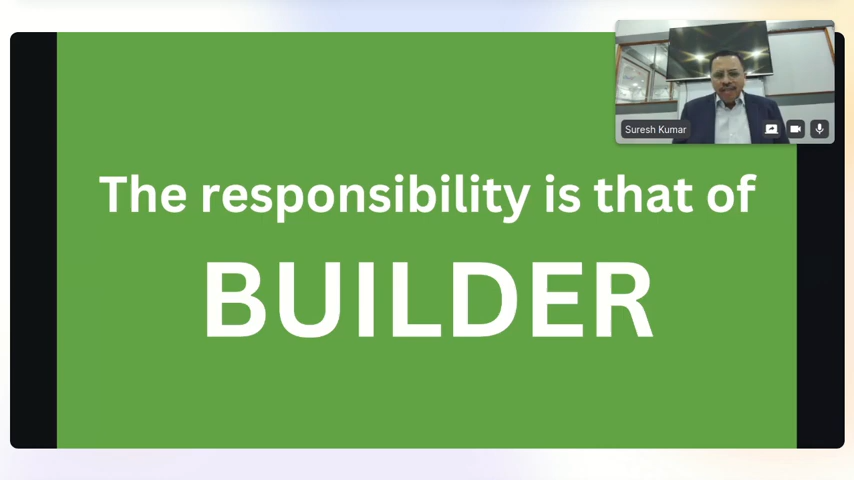 The responsibility is that of
BUILDER
Suresh Kumar